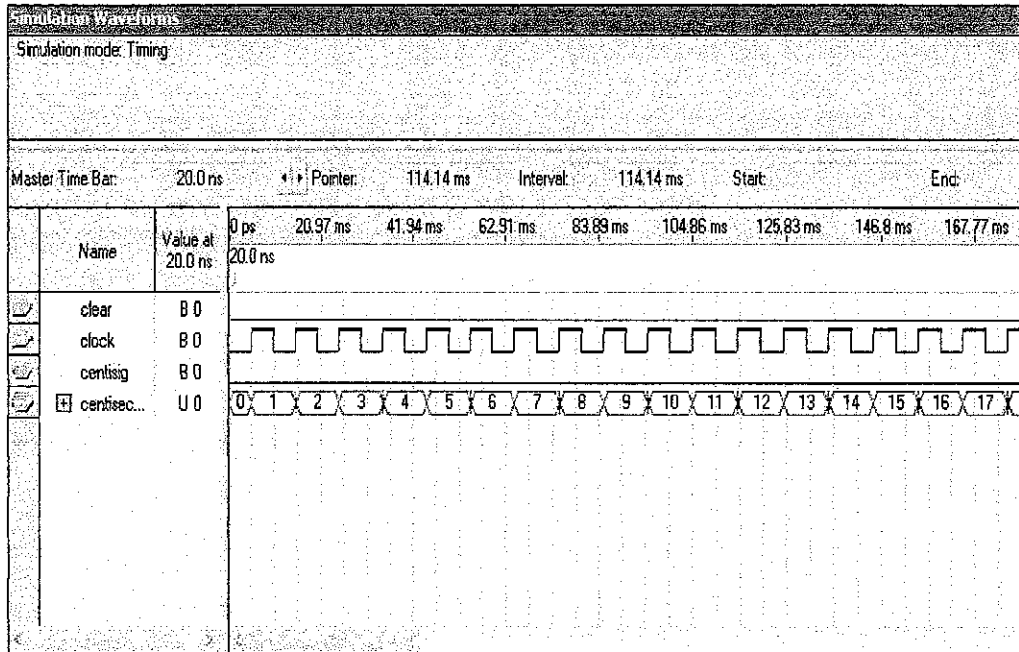 Simulation Waveforms
Simulation mode: Timing
Master Time Bar: 20.0 ns Pointer: 114.14 ms Interval: 114.14 ms Start: End:
Name Value at 20.0 ns 0 ps 20.97 ms 41.94 ms 62.91 ms 83.89 ms 104.86 ms 125.83 ms 146.8 ms 167.77 ms
20.0 ns
clear B 0
clock B 0
centisig B 0
centisec... U 0 0 1 2 3 4 5 6 7 8 9 10 11 12 13 14 15 16 17